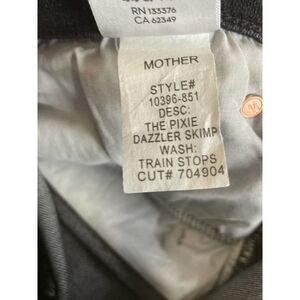 RN 133376
CA 62349
MOTHER
STYLE#
10396-851
DESC:
THE PIXIE
DAZZLER SKIMP
WASH:
TRAIN STOPS
CUT# 704904